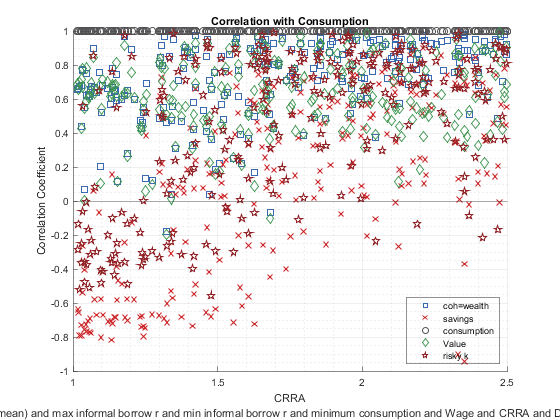 Correlation with Consumption
1
0.8
0.6
0.4
0.2
0
-0.2
-0.4
-0.6
-0.8
-1
Correlation Coefficient
coh=wealth
savings
consumption
Value
risky k
1
1.5
2
2.5
CRRA
mean) and max informal borrow r and min informal borrow r and minimum consumption and Wage and CRRA and D